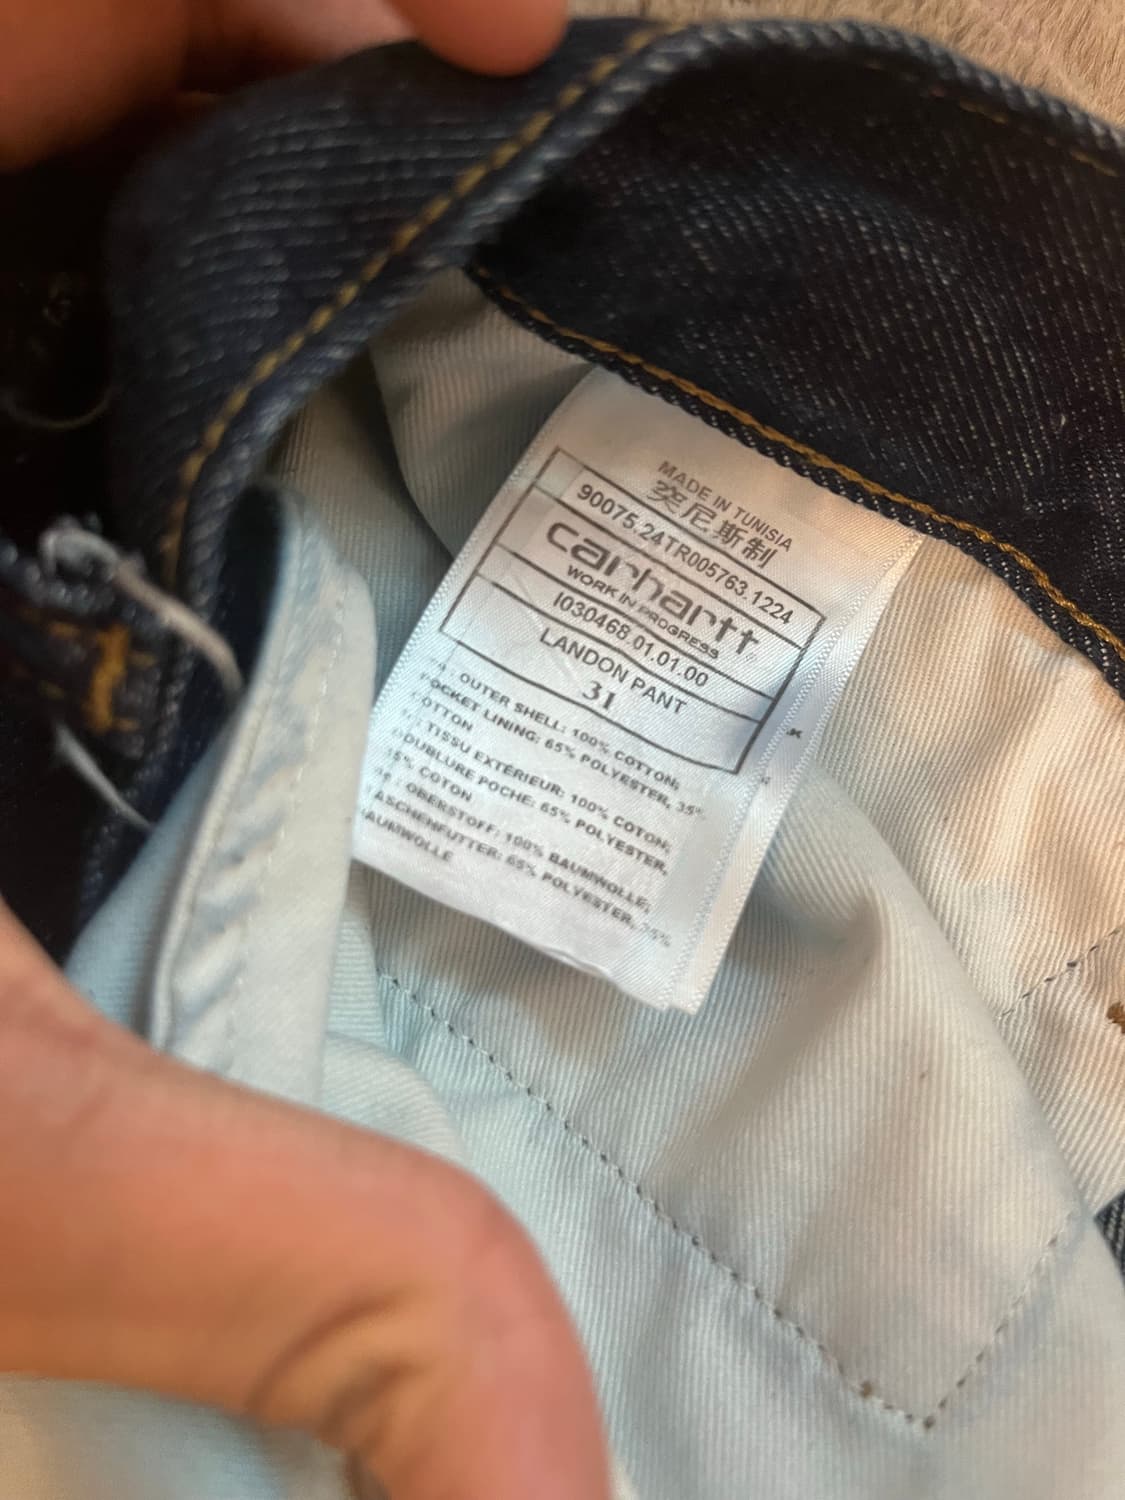 MADE IN TUNISIA
突尼斯制
90075.24TR005763.1224
carhartt
WORK IN PROGRESS
I030468.01.01.00
LANDON PANT
31
OUTER SHELL: 100% COTTON;
POCKET LINING: 65% POLYESTER, 35%
COTTON
TISSU EXTÉRIEUR: 100% COTON;
DOUBLURE POCHE: 65% POLYESTER,
35% COTON
OBERSTOFF: 100% BAUMWOLLE;
TASCHENFUTTER: 65% POLYESTER, 35%
BAUMWOLLE